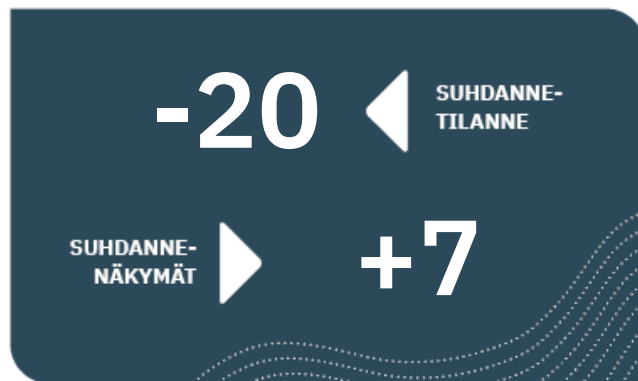 -20
SUHDANNE-
TILANNE
SUHDANNE-
NÄKYMÄT
+7